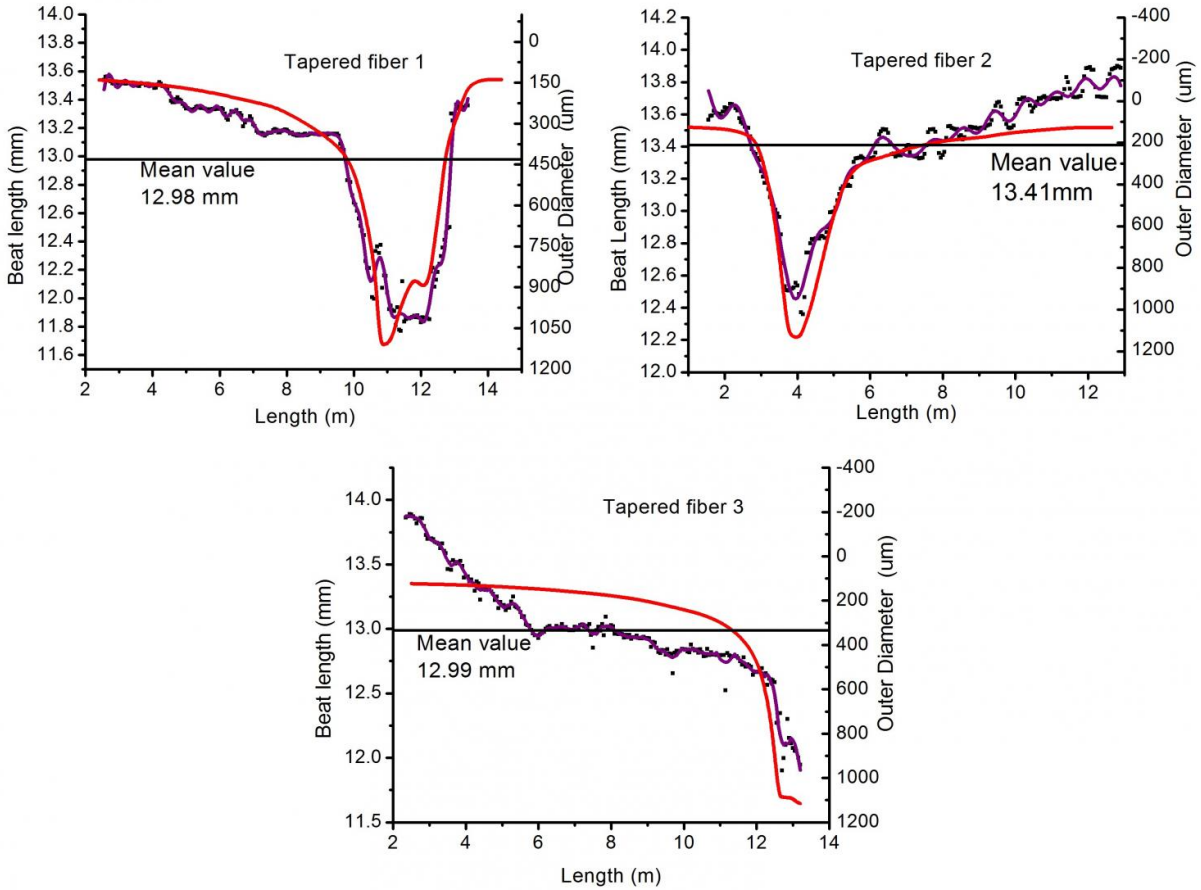 Tapered fiber 1
Beat length (mm)
14.0
13.8
13.6
13.4
13.2
13.0
12.8
12.6
12.4
12.2
12.0
11.8
11.6
Mean value
12.98 mm
0
150
300
450
600
750
900
1050
1200
Outer Diameter (um)
2 4 6 8 10 12 14
Length (m)
Tapered fiber 2
Beat Length (mm)
14.2
14.0
13.8
13.6
13.4
13.2
13.0
12.8
12.6
12.4
12.2
12.0
Mean value
13.41mm
-400
-200
0
200
400
600
800
1000
1200
Outer Diameter (um)
2 4 6 8 10 12
Length (m)
Tapered fiber 3
Beat length (mm)
14.0
13.5
13.0
12.5
12.0
11.5
Mean value
12.99 mm
-400
-200
0
200
400
600
800
1000
1200
Outer Diameter (um)
2 4 6 8 10 12 14
Length (m)